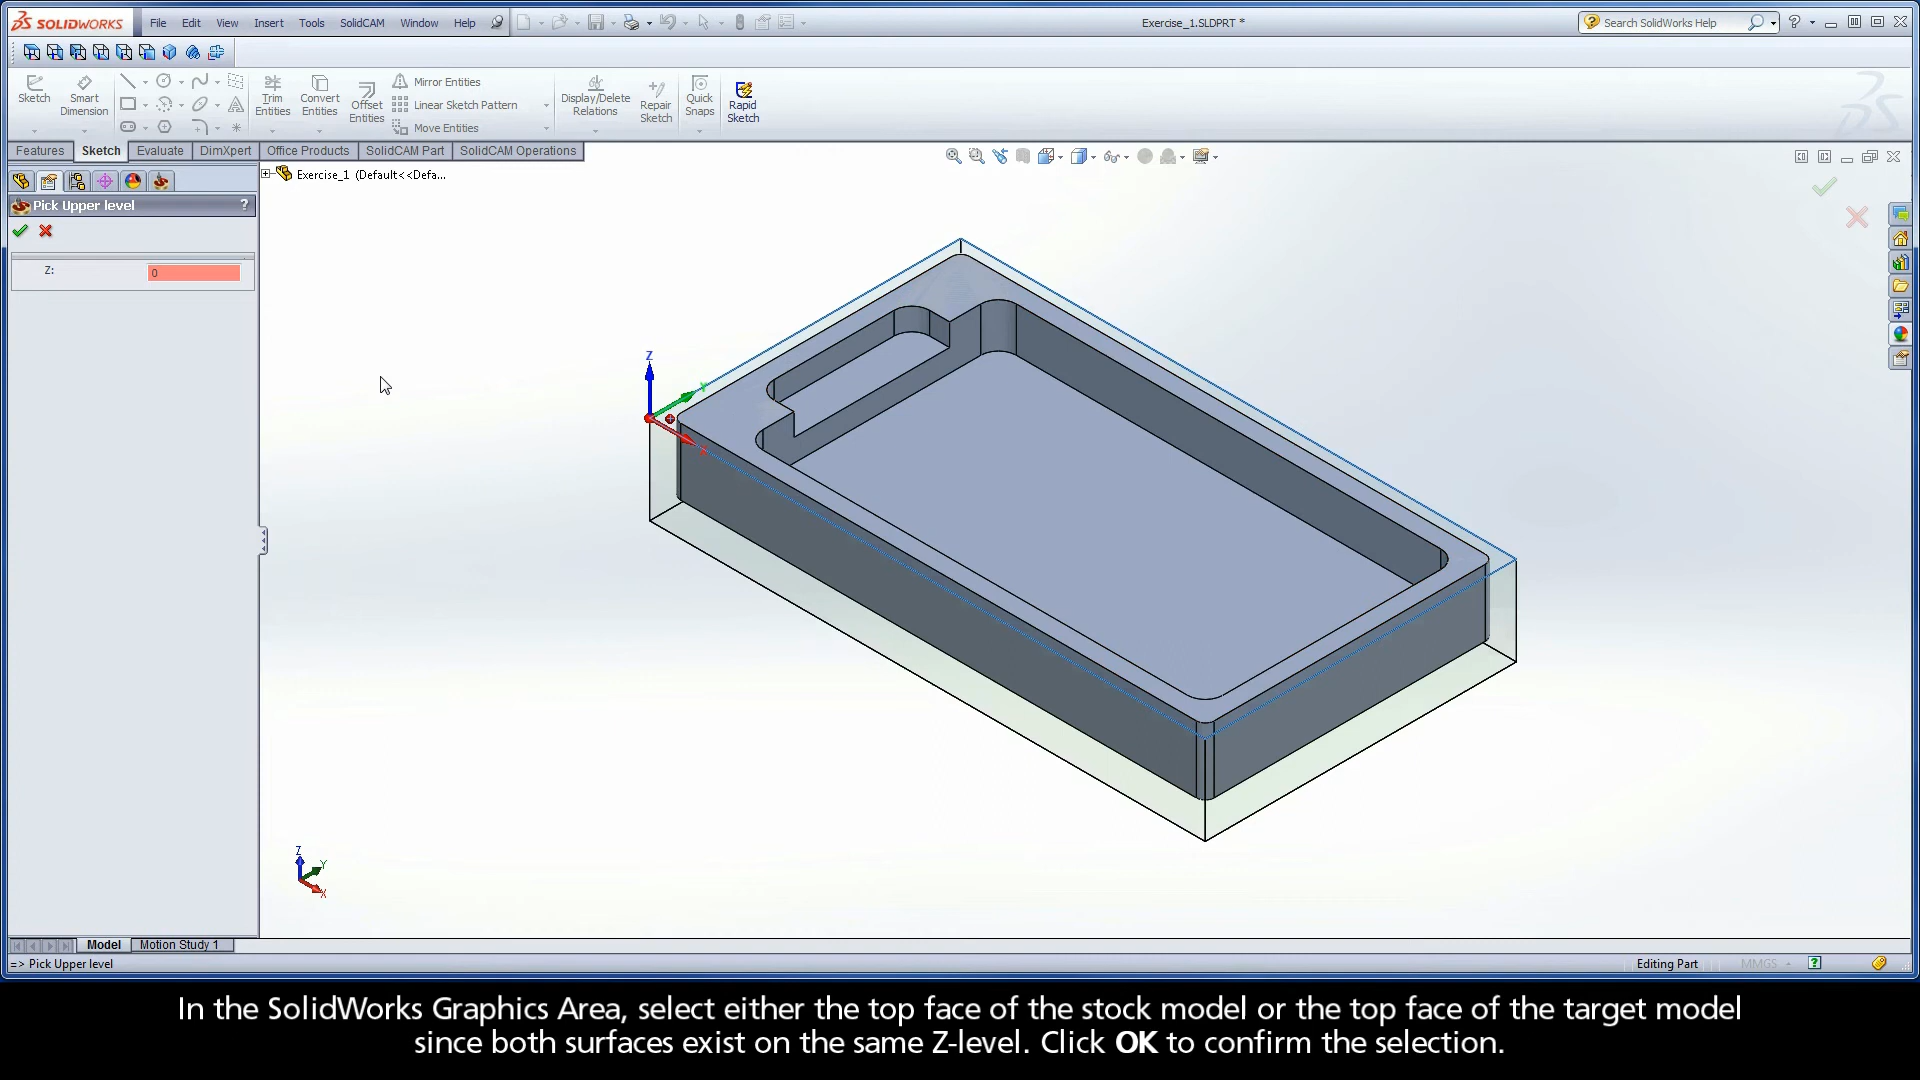 SOLIDWORKS File Edit View Insert Tools SolidCAM Window Help Exercise_1.SLDPRT * Search SolidWorks Help
Sketch Smart Dimension Trim Entities Convert Entities Offset Entities Mirror Entities Linear Sketch Pattern Move Entities Display/Delete Relations Repair Sketch Quick Snaps Rapid Sketch
Features Sketch Evaluate DimXpert Office Products SolidCAM Part SolidCAM Operations
Exercise_1 (Default<<Defa...
Pick Upper level ?
Z: 0
Z
Y
X
Z
Y
X
Model Motion Study 1
=> Pick Upper level Editing Part MMGS
In the SolidWorks Graphics Area, select either the top face of the stock model or the top face of the target model
since both surfaces exist on the same Z-level. Click OK to confirm the selection.